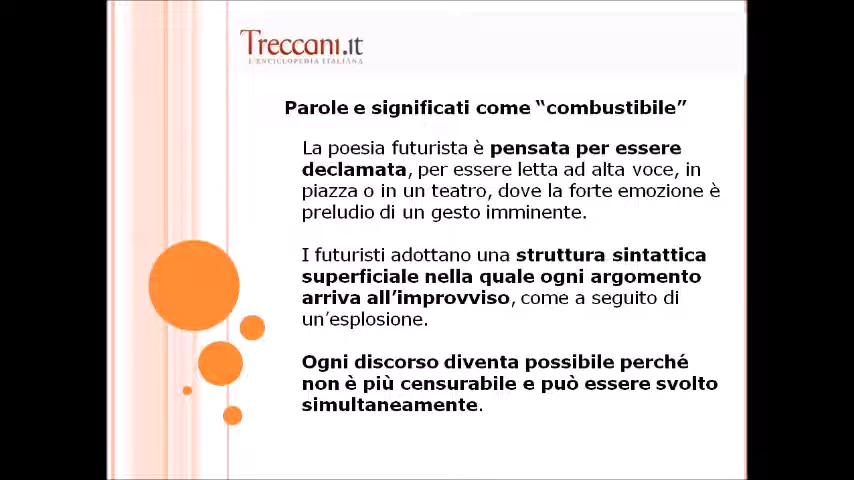 Treccani.it
L'ENCICLOPEDIA ITALIANA
Parole e significati come “combustibile”
La poesia futurista è pensata per essere
declamata, per essere letta ad alta voce, in
piazza o in un teatro, dove la forte emozione è
preludio di un gesto imminente.
I futuristi adottano una struttura sintattica
superficiale nella quale ogni argomento
arriva all’improvviso, come a seguito di
un’esplosione.
Ogni discorso diventa possibile perché
non è più censurabile e può essere svolto
simultaneamente.